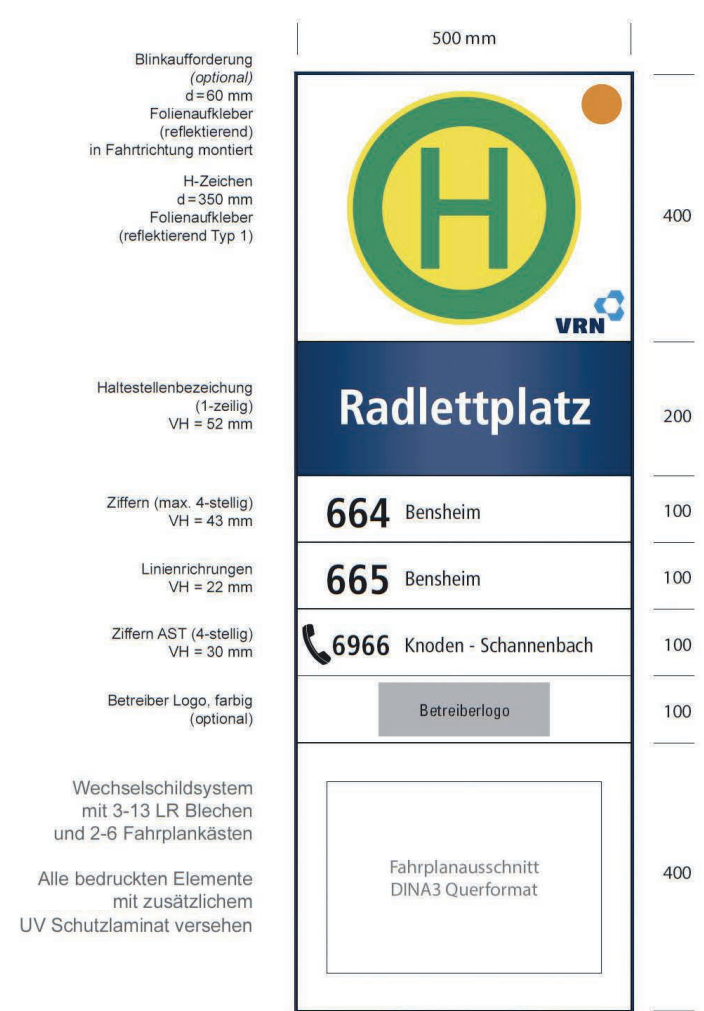 500 mm
Blinkaufforderung
(optional)
d=60 mm
Folienaufkleber
(reflektierend)
in Fahrtrichtung montiert
H-Zeichen
d=350 mm
Folienaufkleber
(reflektierend Typ 1)
H
400
VRN
Haltestellenbezeichung
(1-zeilig)
VH = 52 mm
Radlettplatz
200
Ziffern (max. 4-stellig)
VH = 43 mm
664 Bensheim
100
Linienrichrungen
VH = 22 mm
665 Bensheim
100
Ziffern AST (4-stellig)
VH = 30 mm
6966 Knoden - Schannenbach
100
Betreiber Logo, farbig
(optional)
Betreiberlogo
100
Wechselschildsystem
mit 3-13 LR Blechen
und 2-6 Fahrplankästen
Alle bedruckten Elemente
mit zusätzlichem
UV Schutzlaminat versehen
Fahrplanausschnitt
DINA3 Querformat
400